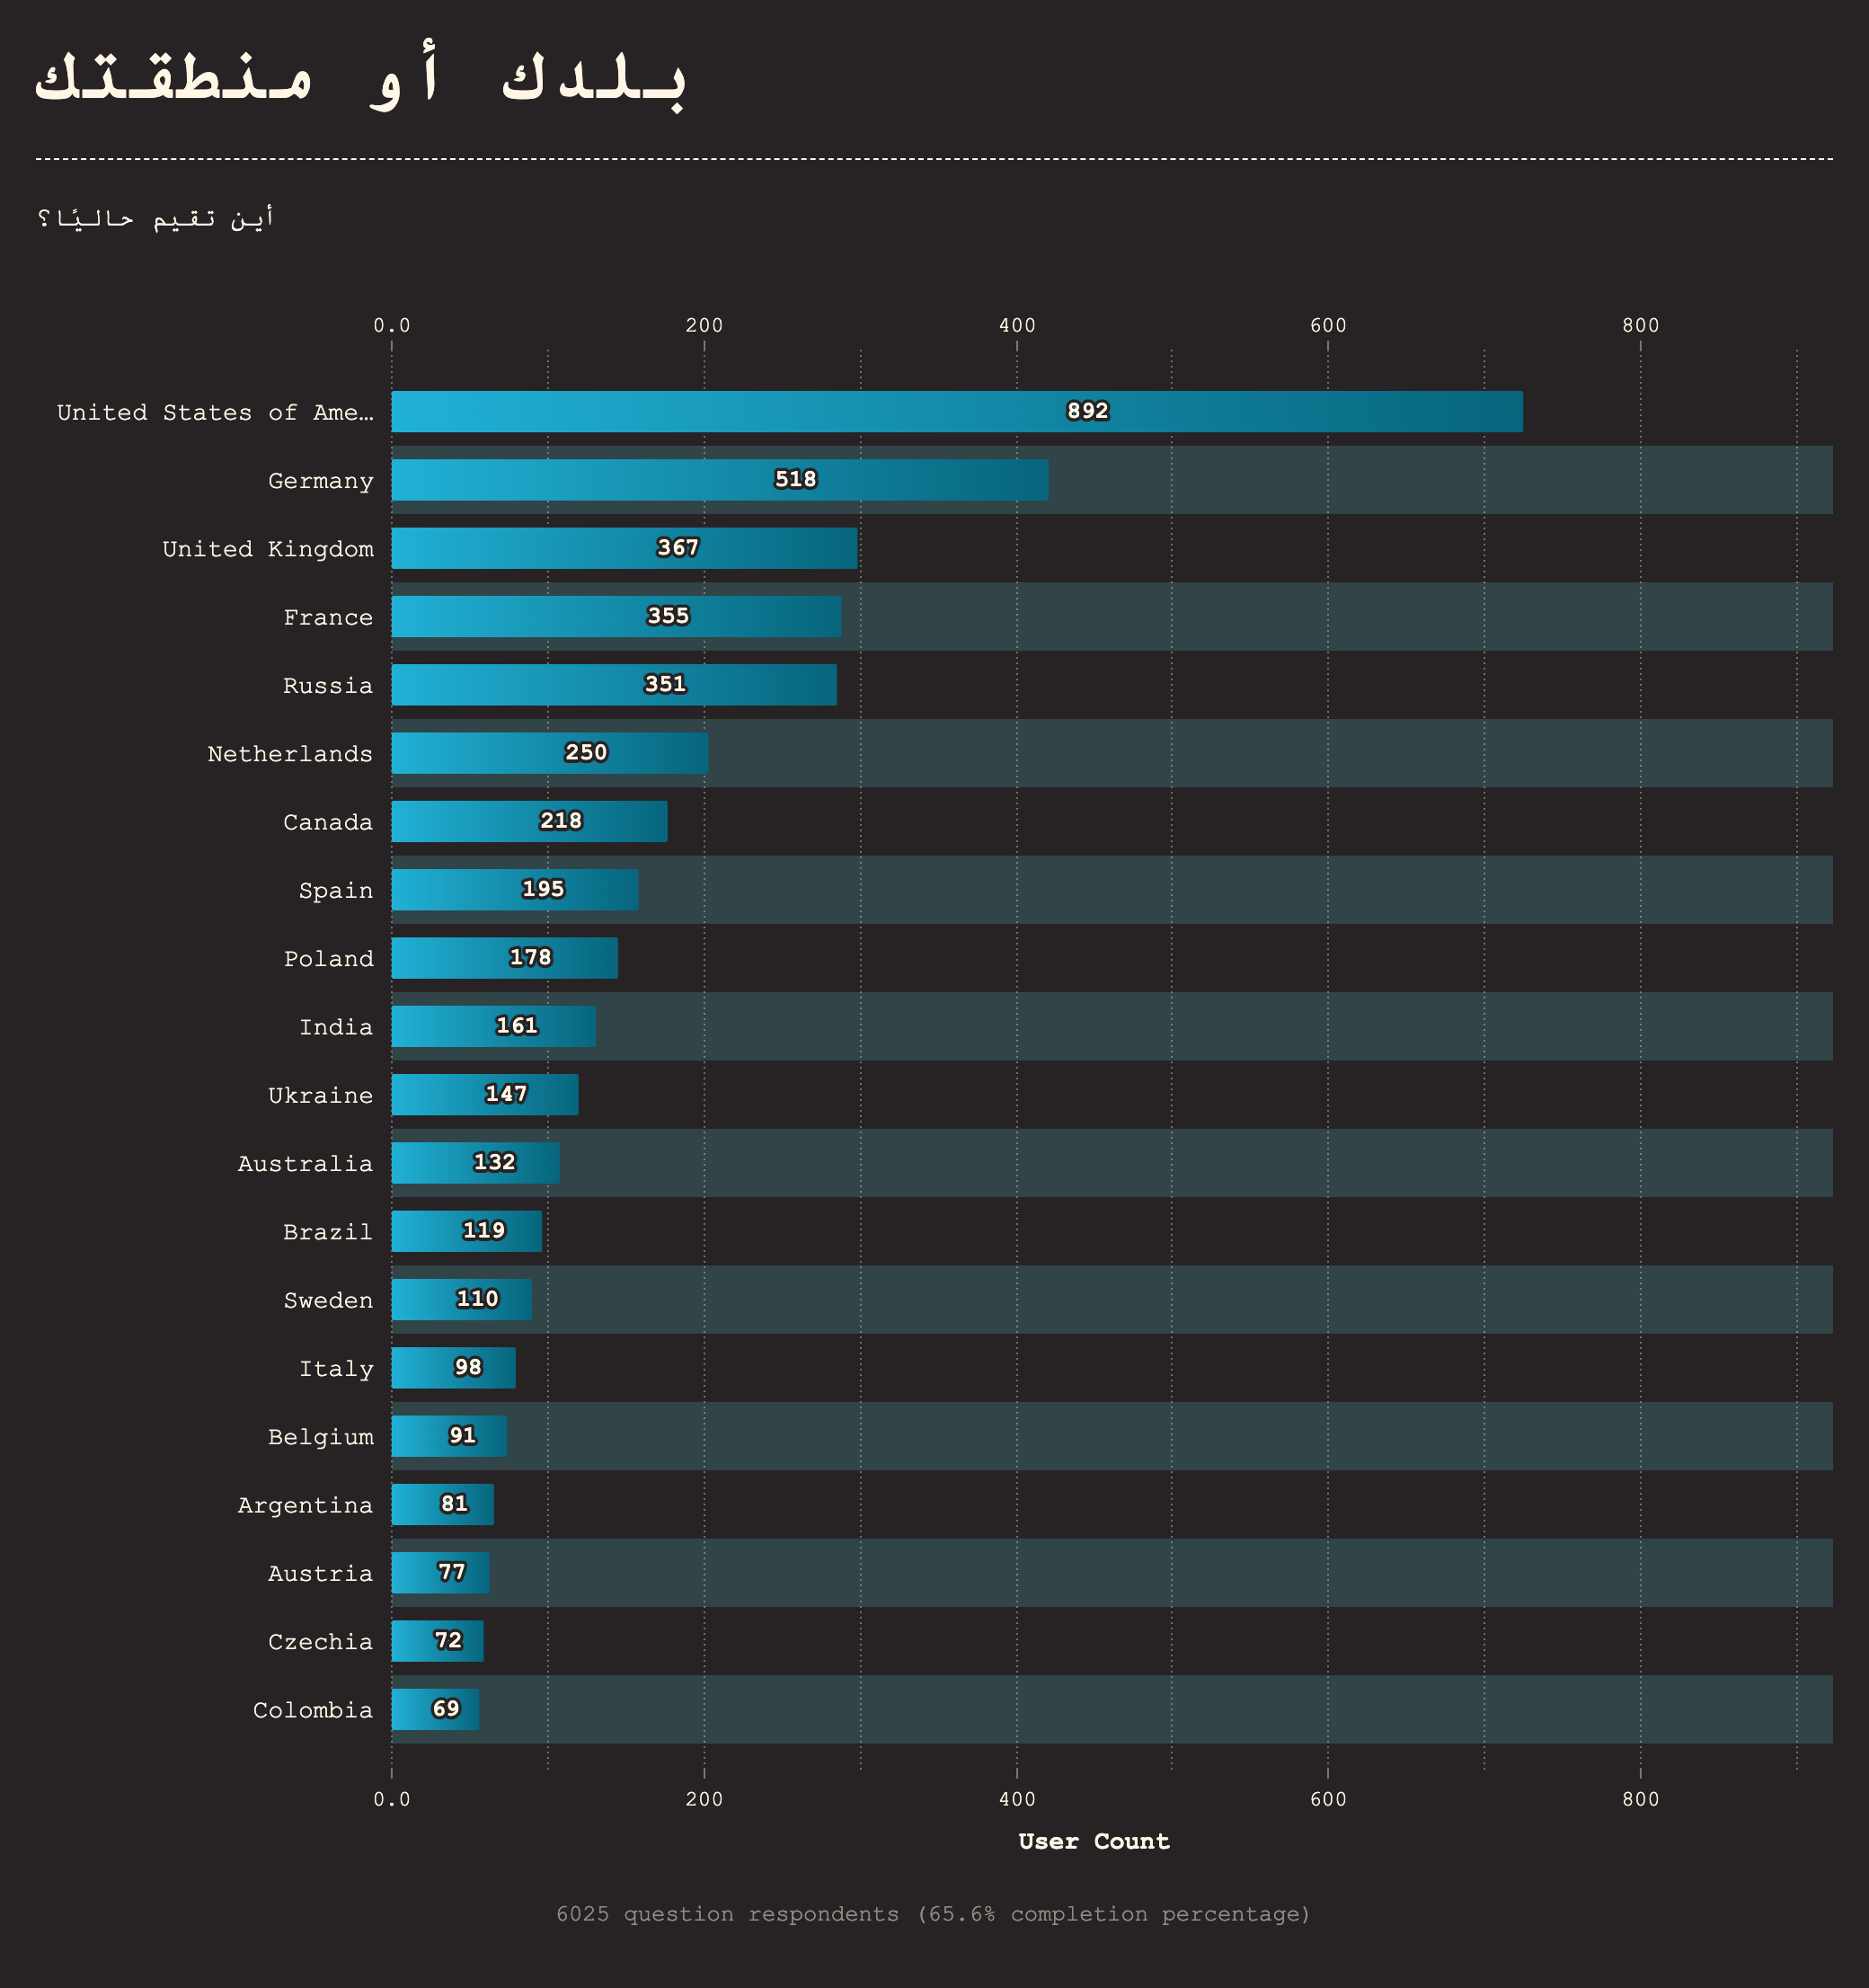 بلدك أو منطقتك
أين تقيم حاليًا؟
0.0 200 400 600 800
United States of Ame… 892
Germany 518
United Kingdom 367
France 355
Russia 351
Netherlands 250
Canada 218
Spain 195
Poland 178
India 161
Ukraine 147
Australia 132
Brazil 119
Sweden 110
Italy 98
Belgium 91
Argentina 81
Austria 77
Czechia 72
Colombia 69
0.0 200 400 600 800
User Count
6025 question respondents (65.6% completion percentage)